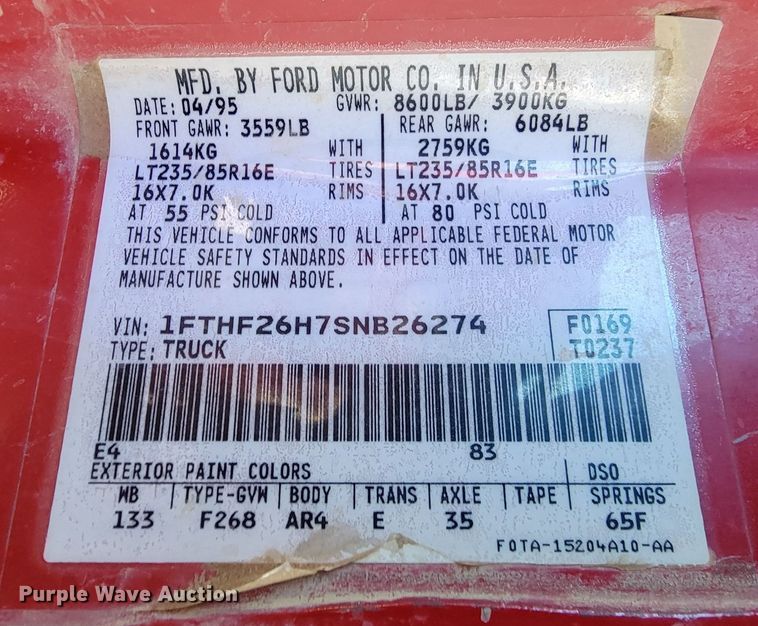 MFD. BY FORD MOTOR CO. IN U.S.A.
DATE: 04/95 GVWR: 8600LB/ 3900KG
FRONT GAWR: 3559LB REAR GAWR: 6084LB
1614KG WITH 2759KG WITH
LT235/85R16E TIRES LT235/85R16E TIRES
16X7.0K RIMS 16X7.0K RIMS
AT 55 PSI COLD AT 80 PSI COLD
THIS VEHICLE CONFORMS TO ALL APPLICABLE FEDERAL MOTOR
VEHICLE SAFETY STANDARDS IN EFFECT ON THE DATE OF
MANUFACTURE SHOWN ABOVE.
VIN: 1FTHF26H7SNB26274 F0169
TYPE: TRUCK T0237
E4 83
EXTERIOR PAINT COLORS DSO
WB TYPE-GVW BODY TRANS AXLE TAPE SPRINGS
133 F268 AR4 E 35 65F
F0TA-15204A10-AA
Purple Wave Auction